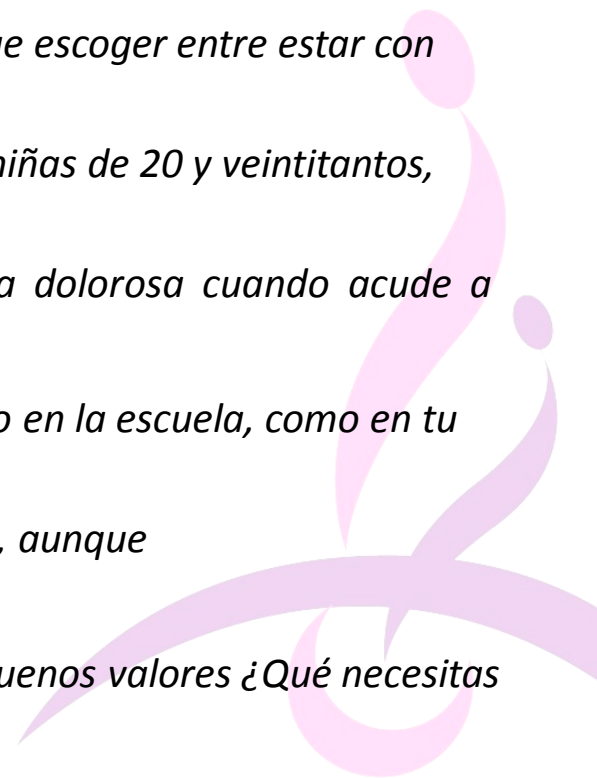 escoger entre estar con
niñas de 20 y veintitantos,
a dolorosa cuando acude a
o en la escuela, como en tu
, aunque
uenos valores ¿Qué necesitas